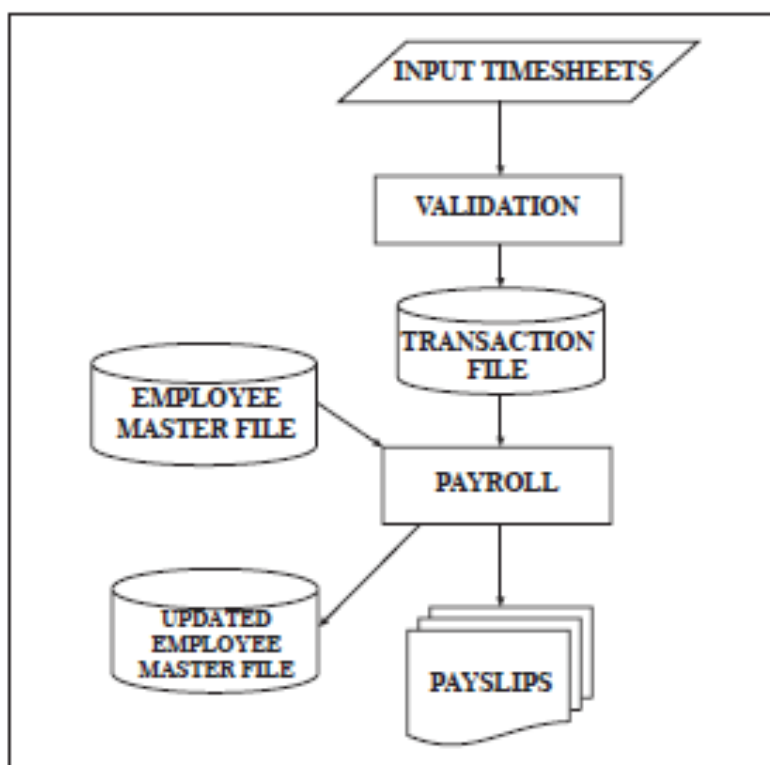 INPUT TIMESHEETS
VALIDATION
TRANSACTION
FILE
EMPLOYEE
MASTER FILE
PAYROLL
UPDATED
EMPLOYEE
MASTER FILE
PAYSLIPS